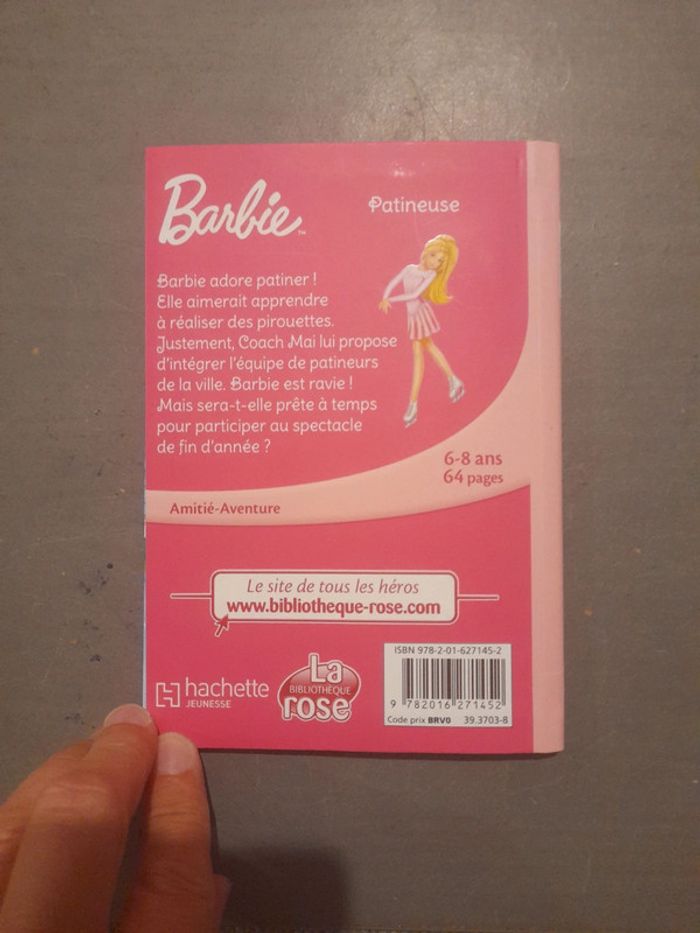 Barbie™
Patineuse
Barbie adore patiner !
Elle aimerait apprendre
à réaliser des pirouettes.
Justement, Coach Mai lui propose
d'intégrer l'équipe de patineurs
de la ville. Barbie est ravie !
Mais sera-t-elle prête à temps
pour participer au spectacle
de fin d'année ?
6-8 ans
64 pages
Amitié-Aventure
Le site de tous les héros
www.bibliotheque-rose.com
hachette
JEUNESSE
La
BIBLIOTHÈQUE
rose
ISBN 978-2-01-627145-2
9 782016 271452
Code prix BRV0 39.3703-8